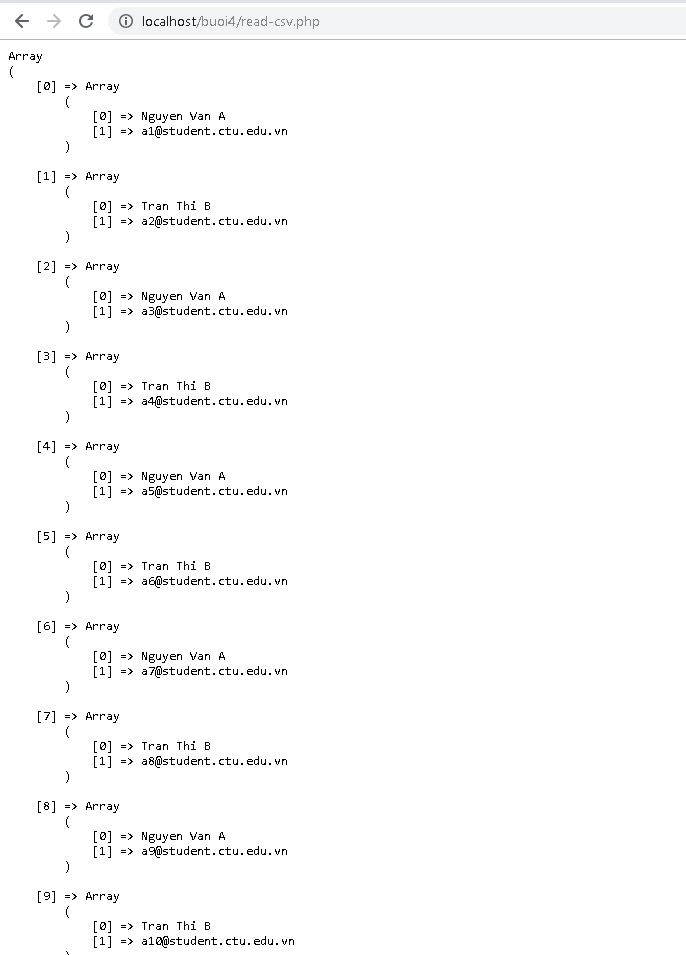 localhost/buoi4/read-csv.php
Array
(
    [0] => Array
        (
            [0] => Nguyen Van A
            [1] => a1@student.ctu.edu.vn
        )

    [1] => Array
        (
            [0] => Tran Thi B
            [1] => a2@student.ctu.edu.vn
        )

    [2] => Array
        (
            [0] => Nguyen Van A
            [1] => a3@student.ctu.edu.vn
        )

    [3] => Array
        (
            [0] => Tran Thi B
            [1] => a4@student.ctu.edu.vn
        )

    [4] => Array
        (
            [0] => Nguyen Van A
            [1] => a5@student.ctu.edu.vn
        )

    [5] => Array
        (
            [0] => Tran Thi B
            [1] => a6@student.ctu.edu.vn
        )

    [6] => Array
        (
            [0] => Nguyen Van A
            [1] => a7@student.ctu.edu.vn
        )

    [7] => Array
        (
            [0] => Tran Thi B
            [1] => a8@student.ctu.edu.vn
        )

    [8] => Array
        (
            [0] => Nguyen Van A
            [1] => a9@student.ctu.edu.vn
        )

    [9] => Array
        (
            [0] => Tran Thi B
            [1] => a10@student.ctu.edu.vn
        )